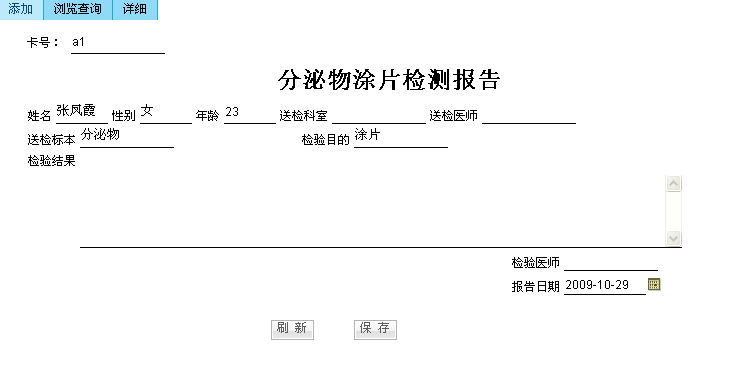 添加 浏览查询 详细
卡号： a1
分泌物涂片检测报告
姓名 张凤霞 性别 女 年龄 23 送检科室 送检医师
送检标本 分泌物 检验目的 涂片
检验结果
检验医师
报告日期 2009-10-29
刷 新 保 存